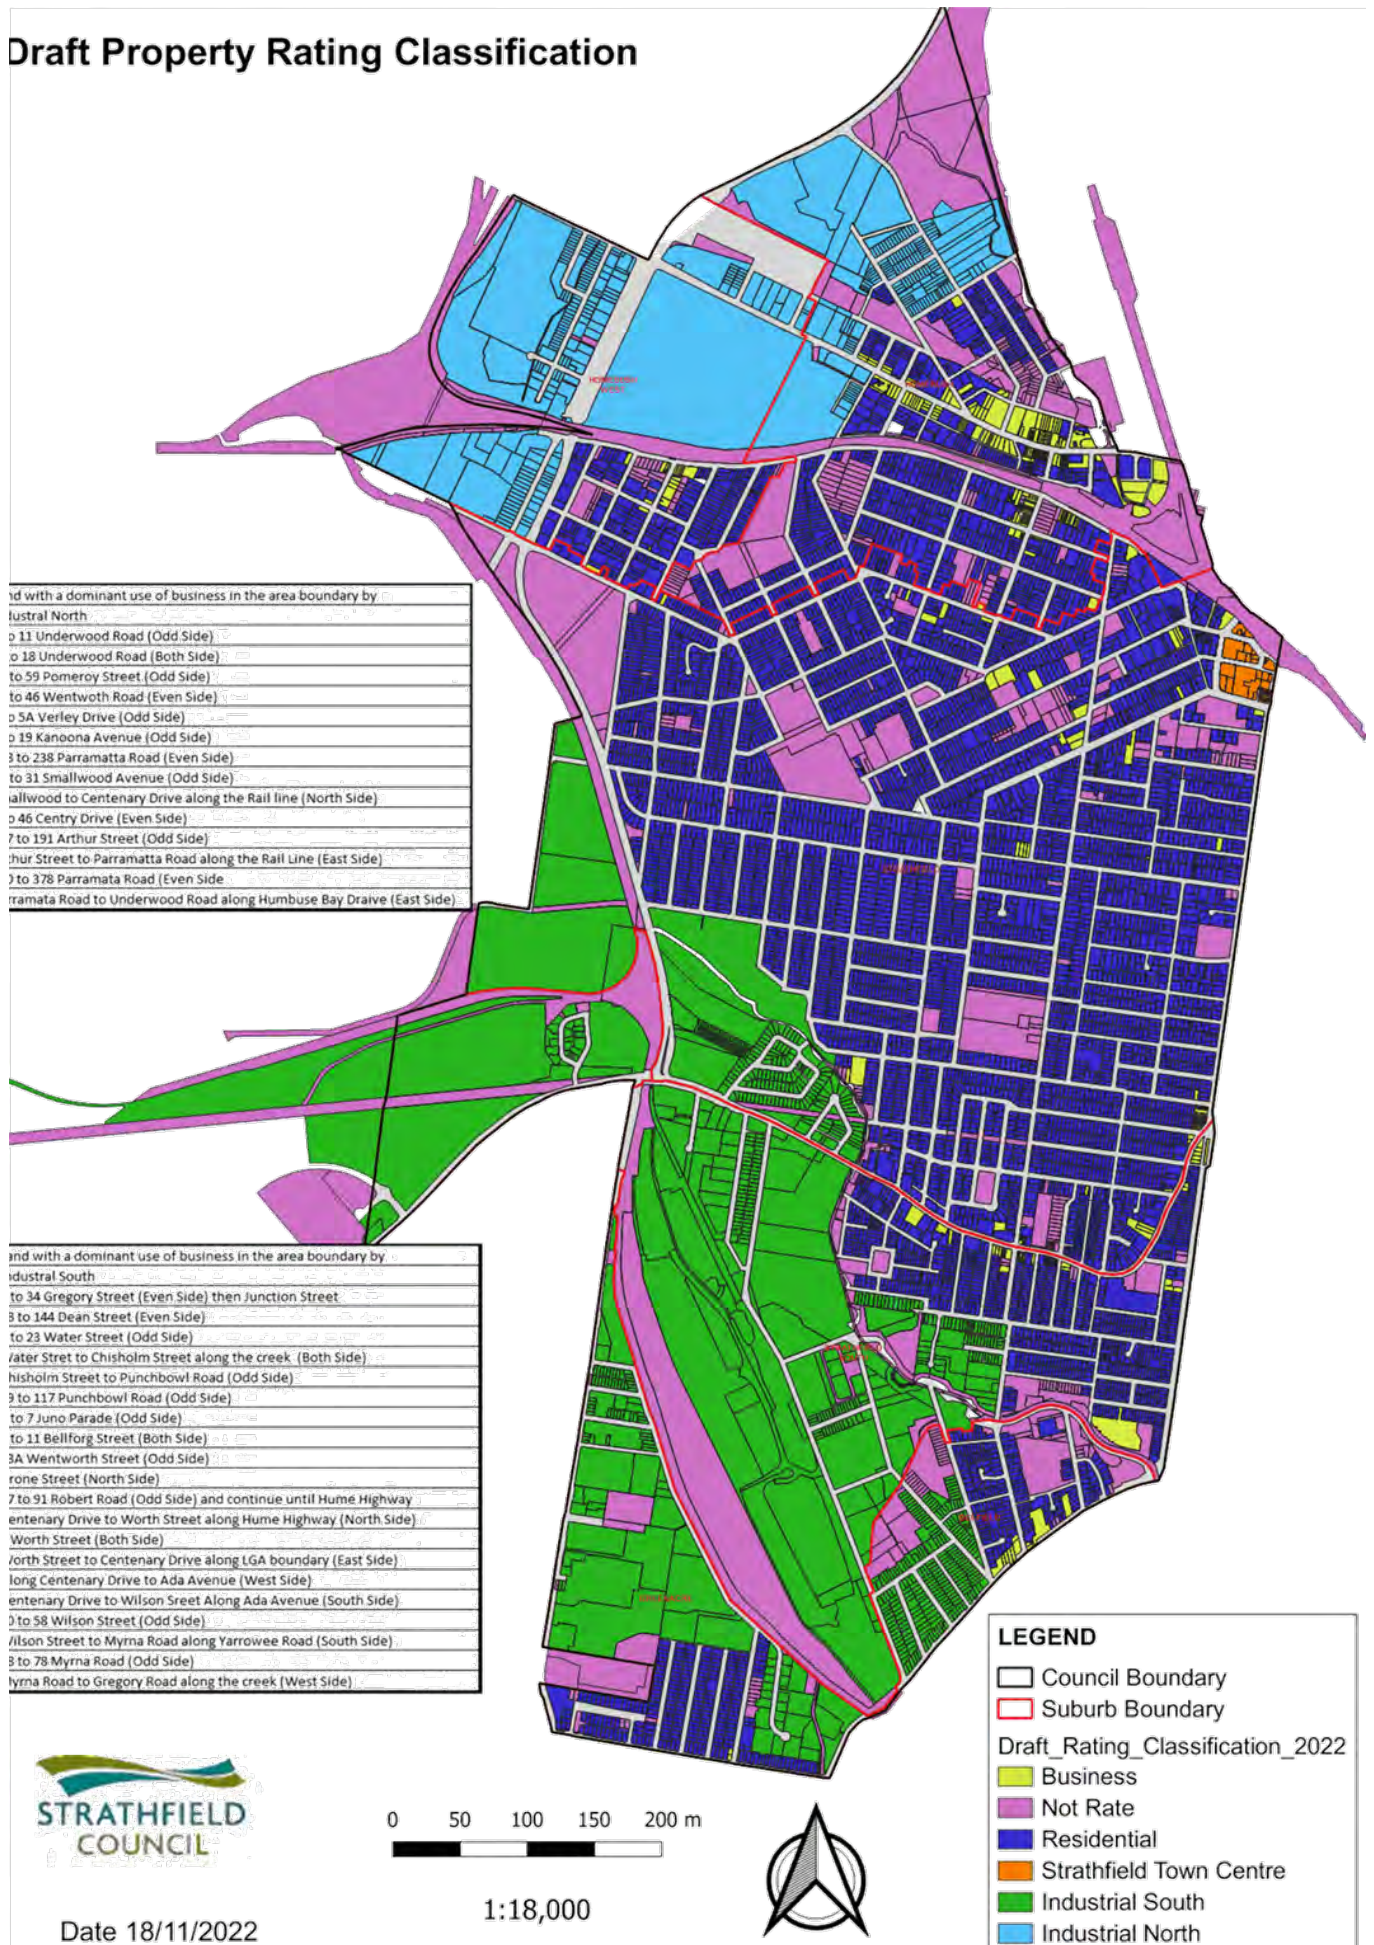 Draft Property Rating Classification
nd with a dominant use of business in the area boundary by
dustral North
o 11 Underwood Road (Odd Side)
to 18 Underwood Road (Both Side)
to 59 Pomeroy Street (Odd Side)
to 46 Wentwoth Road (Even Side)
o 5A Verley Drive (Odd Side)
o 19 Kanoona Avenue (Odd Side)
8 to 238 Parramatta Road (Even Side)
to 31 Smallwood Avenue (Odd Side)
allwood to Centenary Drive along the Rail line (North Side)
o 46 Centry Drive (Even Side)
7 to 191 Arthur Street (Odd Side)
hur Street to Parramatta Road along the Rail Line (East Side)
0 to 378 Parramata Road (Even Side
rramata Road to Underwood Road along Humbuse Bay Draive (East Side)
and with a dominant use of business in the area boundary by
ndustral South
to 34 Gregory Street (Even Side) then Junction Street
8 to 144 Dean Street (Even Side)
to 23 Water Street (Odd Side)
Water Stret to Chisholm Street along the creek (Both Side)
hisholm Street to Punchbowl Road (Odd Side)
9 to 117 Punchbowl Road (Odd Side)
to 7 Juno Parade (Odd Side)
to 11 Bellforg Street (Both Side)
3A Wentworth Street (Odd Side)
rone Street (North Side)
7 to 91 Robert Road (Odd Side) and continue until Hume Highway
entenary Drive to Worth Street along Hume Highway (North Side)
Worth Street (Both Side)
Worth Street to Centenary Drive along LGA boundary (East Side)
long Centenary Drive to Ada Avenue (West Side)
entenary Drive to Wilson Sreet Along Ada Avenue (South Side)
0 to 58 Wilson Street (Odd Side)
Wilson Street to Myrna Road along Yarrowee Road (South Side)
8 to 78 Myrna Road (Odd Side)
Myrna Road to Gregory Road along the creek (West Side)
LEGEND
Council Boundary
Suburb Boundary
Draft_Rating_Classification_2022
Business
Not Rate
Residential
Strathfield Town Centre
Industrial South
Industrial North
STRATHFIELD
COUNCIL
0 50 100 150 200 m
1:18,000
Date 18/11/2022